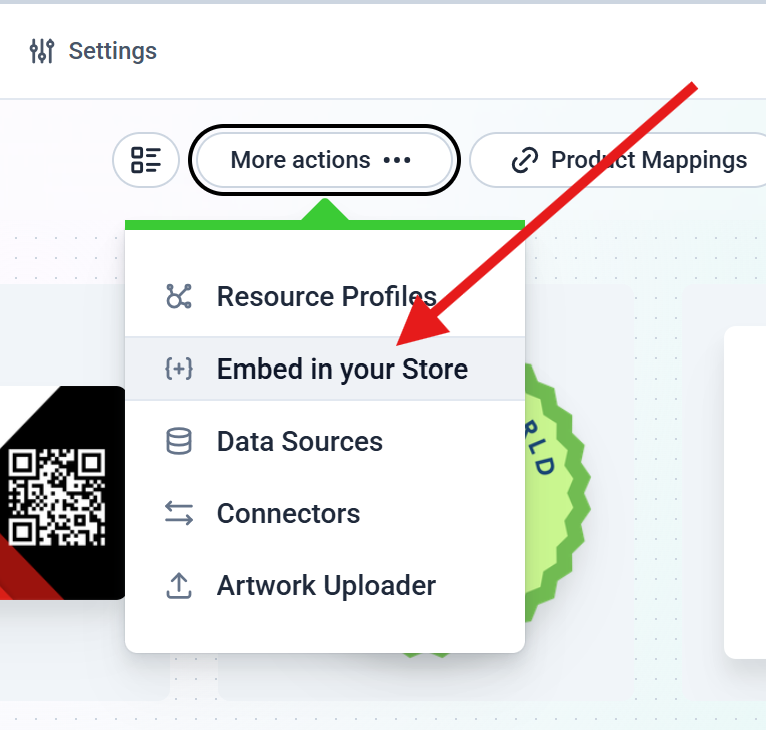 Settings
More actions
Product Mappings
Resource Profiles
Embed in your Store
RLD
Data Sources
Connectors
Artwork Uploader